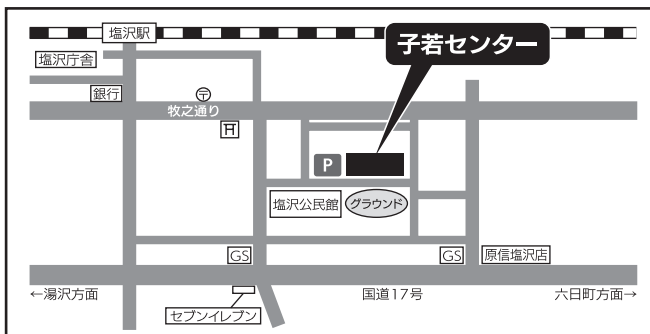 塩沢駅
子若センター
塩沢庁舎
銀行
〒
牧之通り
P
塩沢公民館
グラウンド
GS
GS
原信塩沢店
←湯沢方面
国道17号
六日町方面→
セブンイレブン